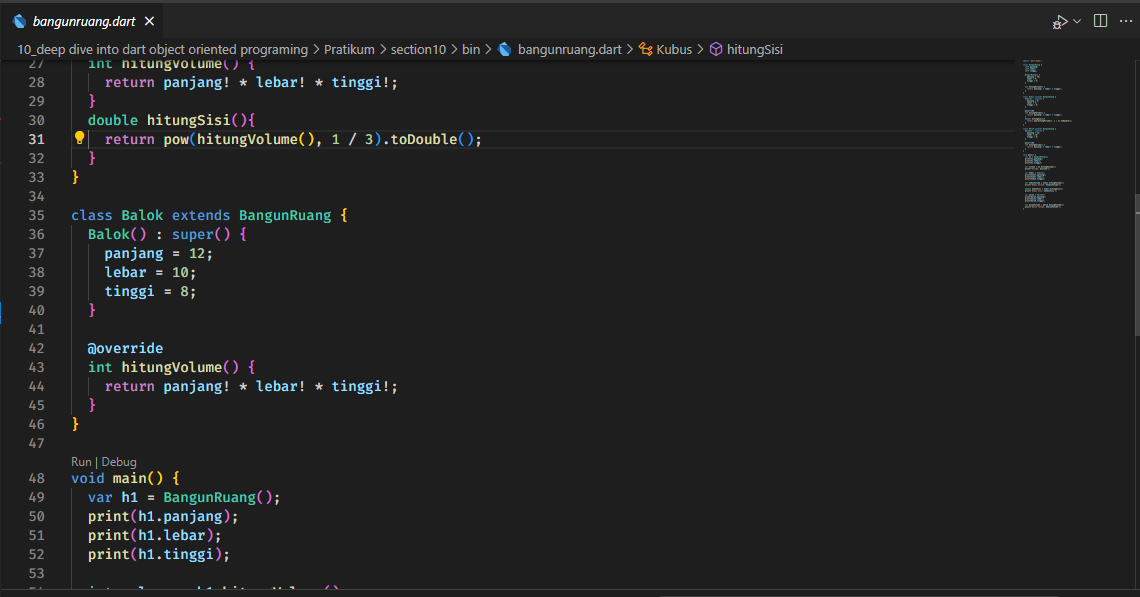 bangunruang.dart
10_deep dive into dart object oriented programing > Pratikum > section10 > bin > bangunruang.dart > Kubus > hitungSisi
27 int hitungVolume() {
28 return panjang! * lebar! * tinggi!;
29 }
30 double hitungSisi(){
31 return pow(hitungVolume(), 1 / 3).toDouble();
32 }
33 }
34
35 class Balok extends BangunRuang {
36 Balok() : super() {
37 panjang = 12;
38 lebar = 10;
39 tinggi = 8;
40 }
41
42 @override
43 int hitungVolume() {
44 return panjang! * lebar! * tinggi!;
45 }
46 }
47
Run | Debug
48 void main() {
49 var h1 = BangunRuang();
50 print(h1.panjang);
51 print(h1.lebar);
52 print(h1.tinggi);
53